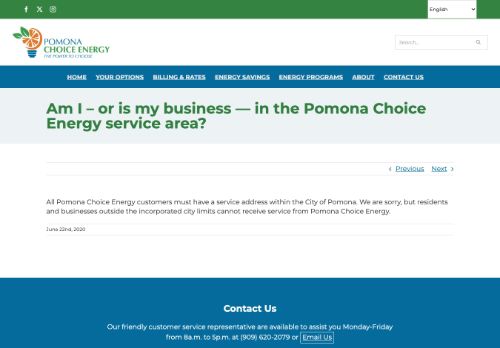 English
POMONA
CHOICE ENERGY
THE POWER TO CHOOSE
Search...
HOME YOUR OPTIONS BILLING & RATES ENERGY SAVINGS ENERGY PROGRAMS ABOUT CONTACT US
Am I – or is my business — in the Pomona Choice
Energy service area?
Previous Next
All Pomona Choice Energy customers must have a service address within the City of Pomona. We are sorry, but residents
and businesses outside the incorporated city limits cannot receive service from Pomona Choice Energy.
June 22nd, 2020
Contact Us
Our friendly customer service representative are available to assist you Monday-Friday
from 8a.m. to 5p.m. at (909) 620-2079 or Email Us